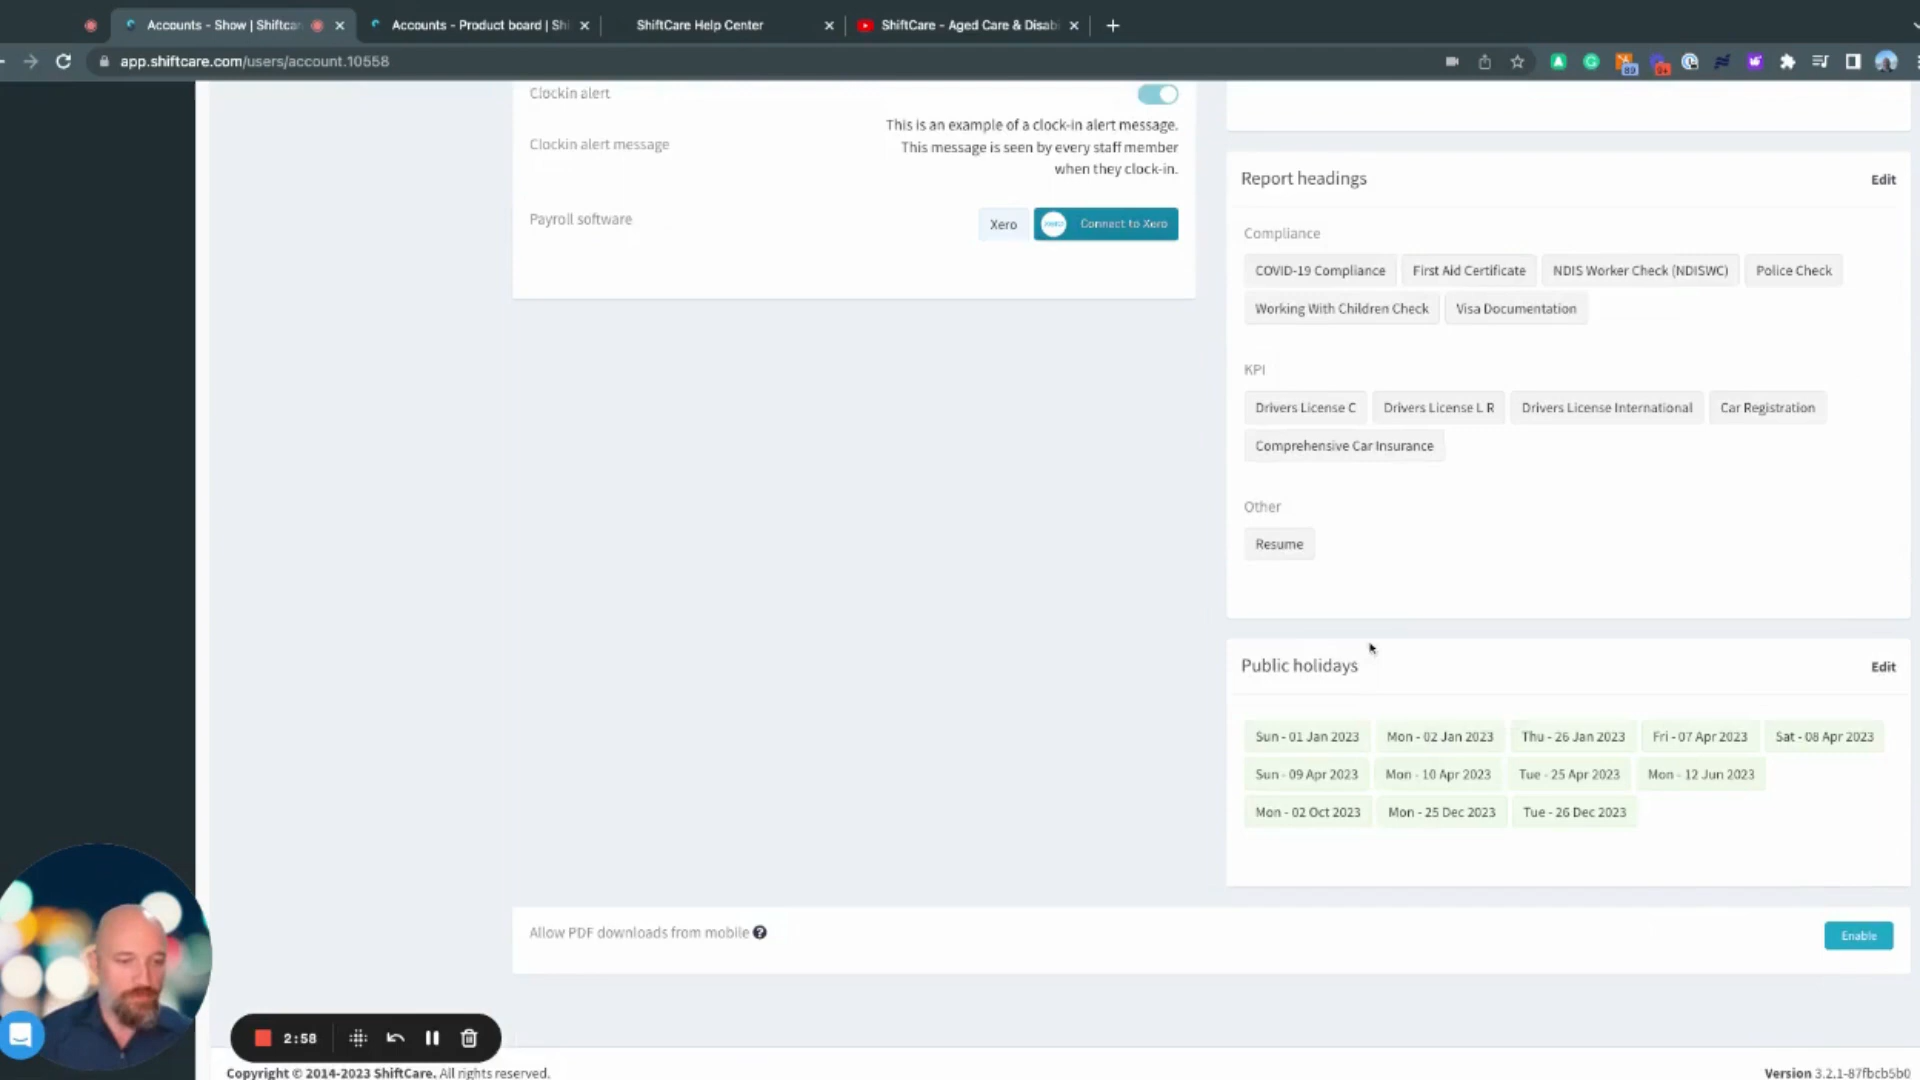 Accounts - Show | Shiftcar
Accounts - Product board | Shi
ShiftCare Help Center
ShiftCare - Aged Care & Disab
app.shiftcare.com/users/account.10558
Clockin alert
Clockin alert message
This is an example of a clock-in alert message.
This message is seen by every staff member
when they clock-in.
Payroll software
Xero
Connect to Xero
Report headings
Edit
Compliance
COVID-19 Compliance
First Aid Certificate
NDIS Worker Check (NDISWC)
Police Check
Working With Children Check
Visa Documentation
KPI
Drivers License C
Drivers License L R
Drivers License International
Car Registration
Comprehensive Car Insurance
Other
Resume
Public holidays
Edit
Sun - 01 Jan 2023
Mon - 02 Jan 2023
Thu - 26 Jan 2023
Fri - 07 Apr 2023
Sat - 08 Apr 2023
Sun - 09 Apr 2023
Mon - 10 Apr 2023
Tue - 25 Apr 2023
Mon - 12 Jun 2023
Mon - 02 Oct 2023
Mon - 25 Dec 2023
Tue - 26 Dec 2023
Allow PDF downloads from mobile ?
Enable
2:58
Copyright © 2014-2023 ShiftCare. All rights reserved.
Version 3.2.1-87fbcb5b0